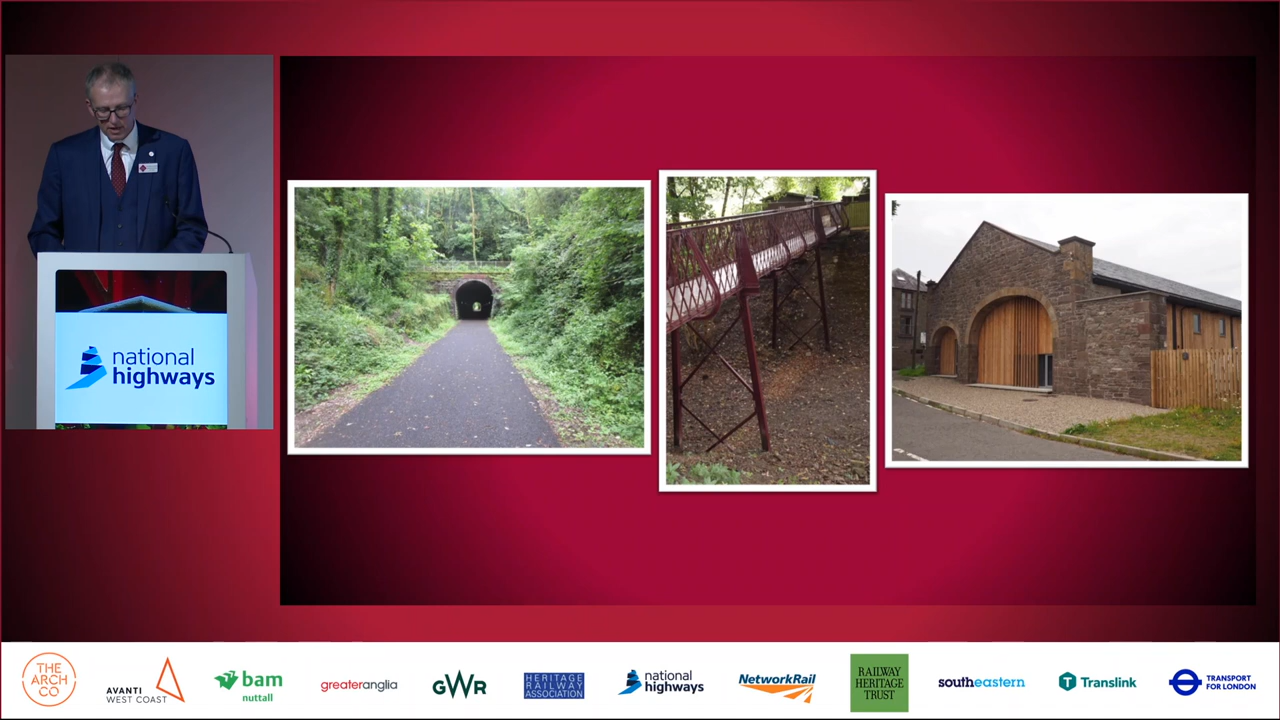 national
highways
THE
ARCH
CO
AVANTI
WEST COAST
bam
nuttall
greateranglia
GWR
HERITAGE
RAILWAY
ASSOCIATION
national
highways
NetworkRail
RAILWAY
HERITAGE
TRUST
southeastern
Translink
TRANSPORT
FOR LONDON